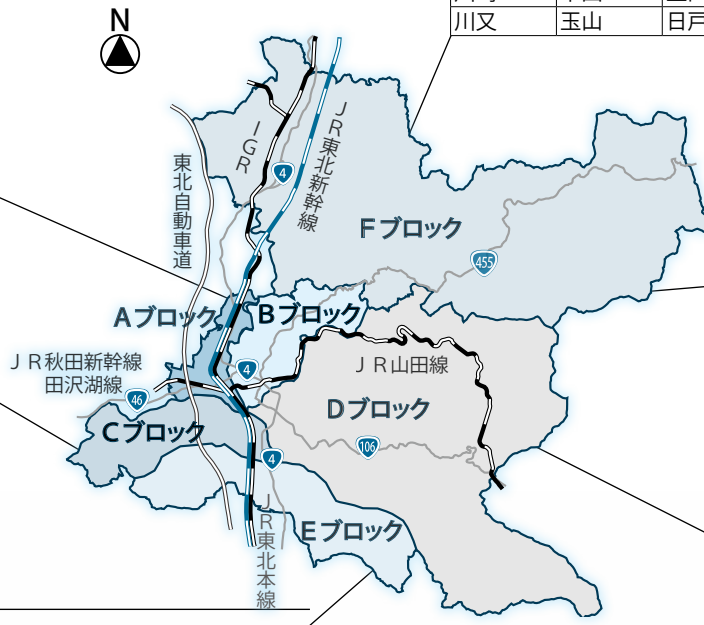 川又 玉山 日戸
N
JR東北新幹線
IGR
4
東北自動車道
Fブロック
455
Aブロック
Bブロック
JR秋田新幹線
田沢湖線
4
JR山田線
46
Dブロック
Cブロック
106
4
Eブロック
JR東北本線